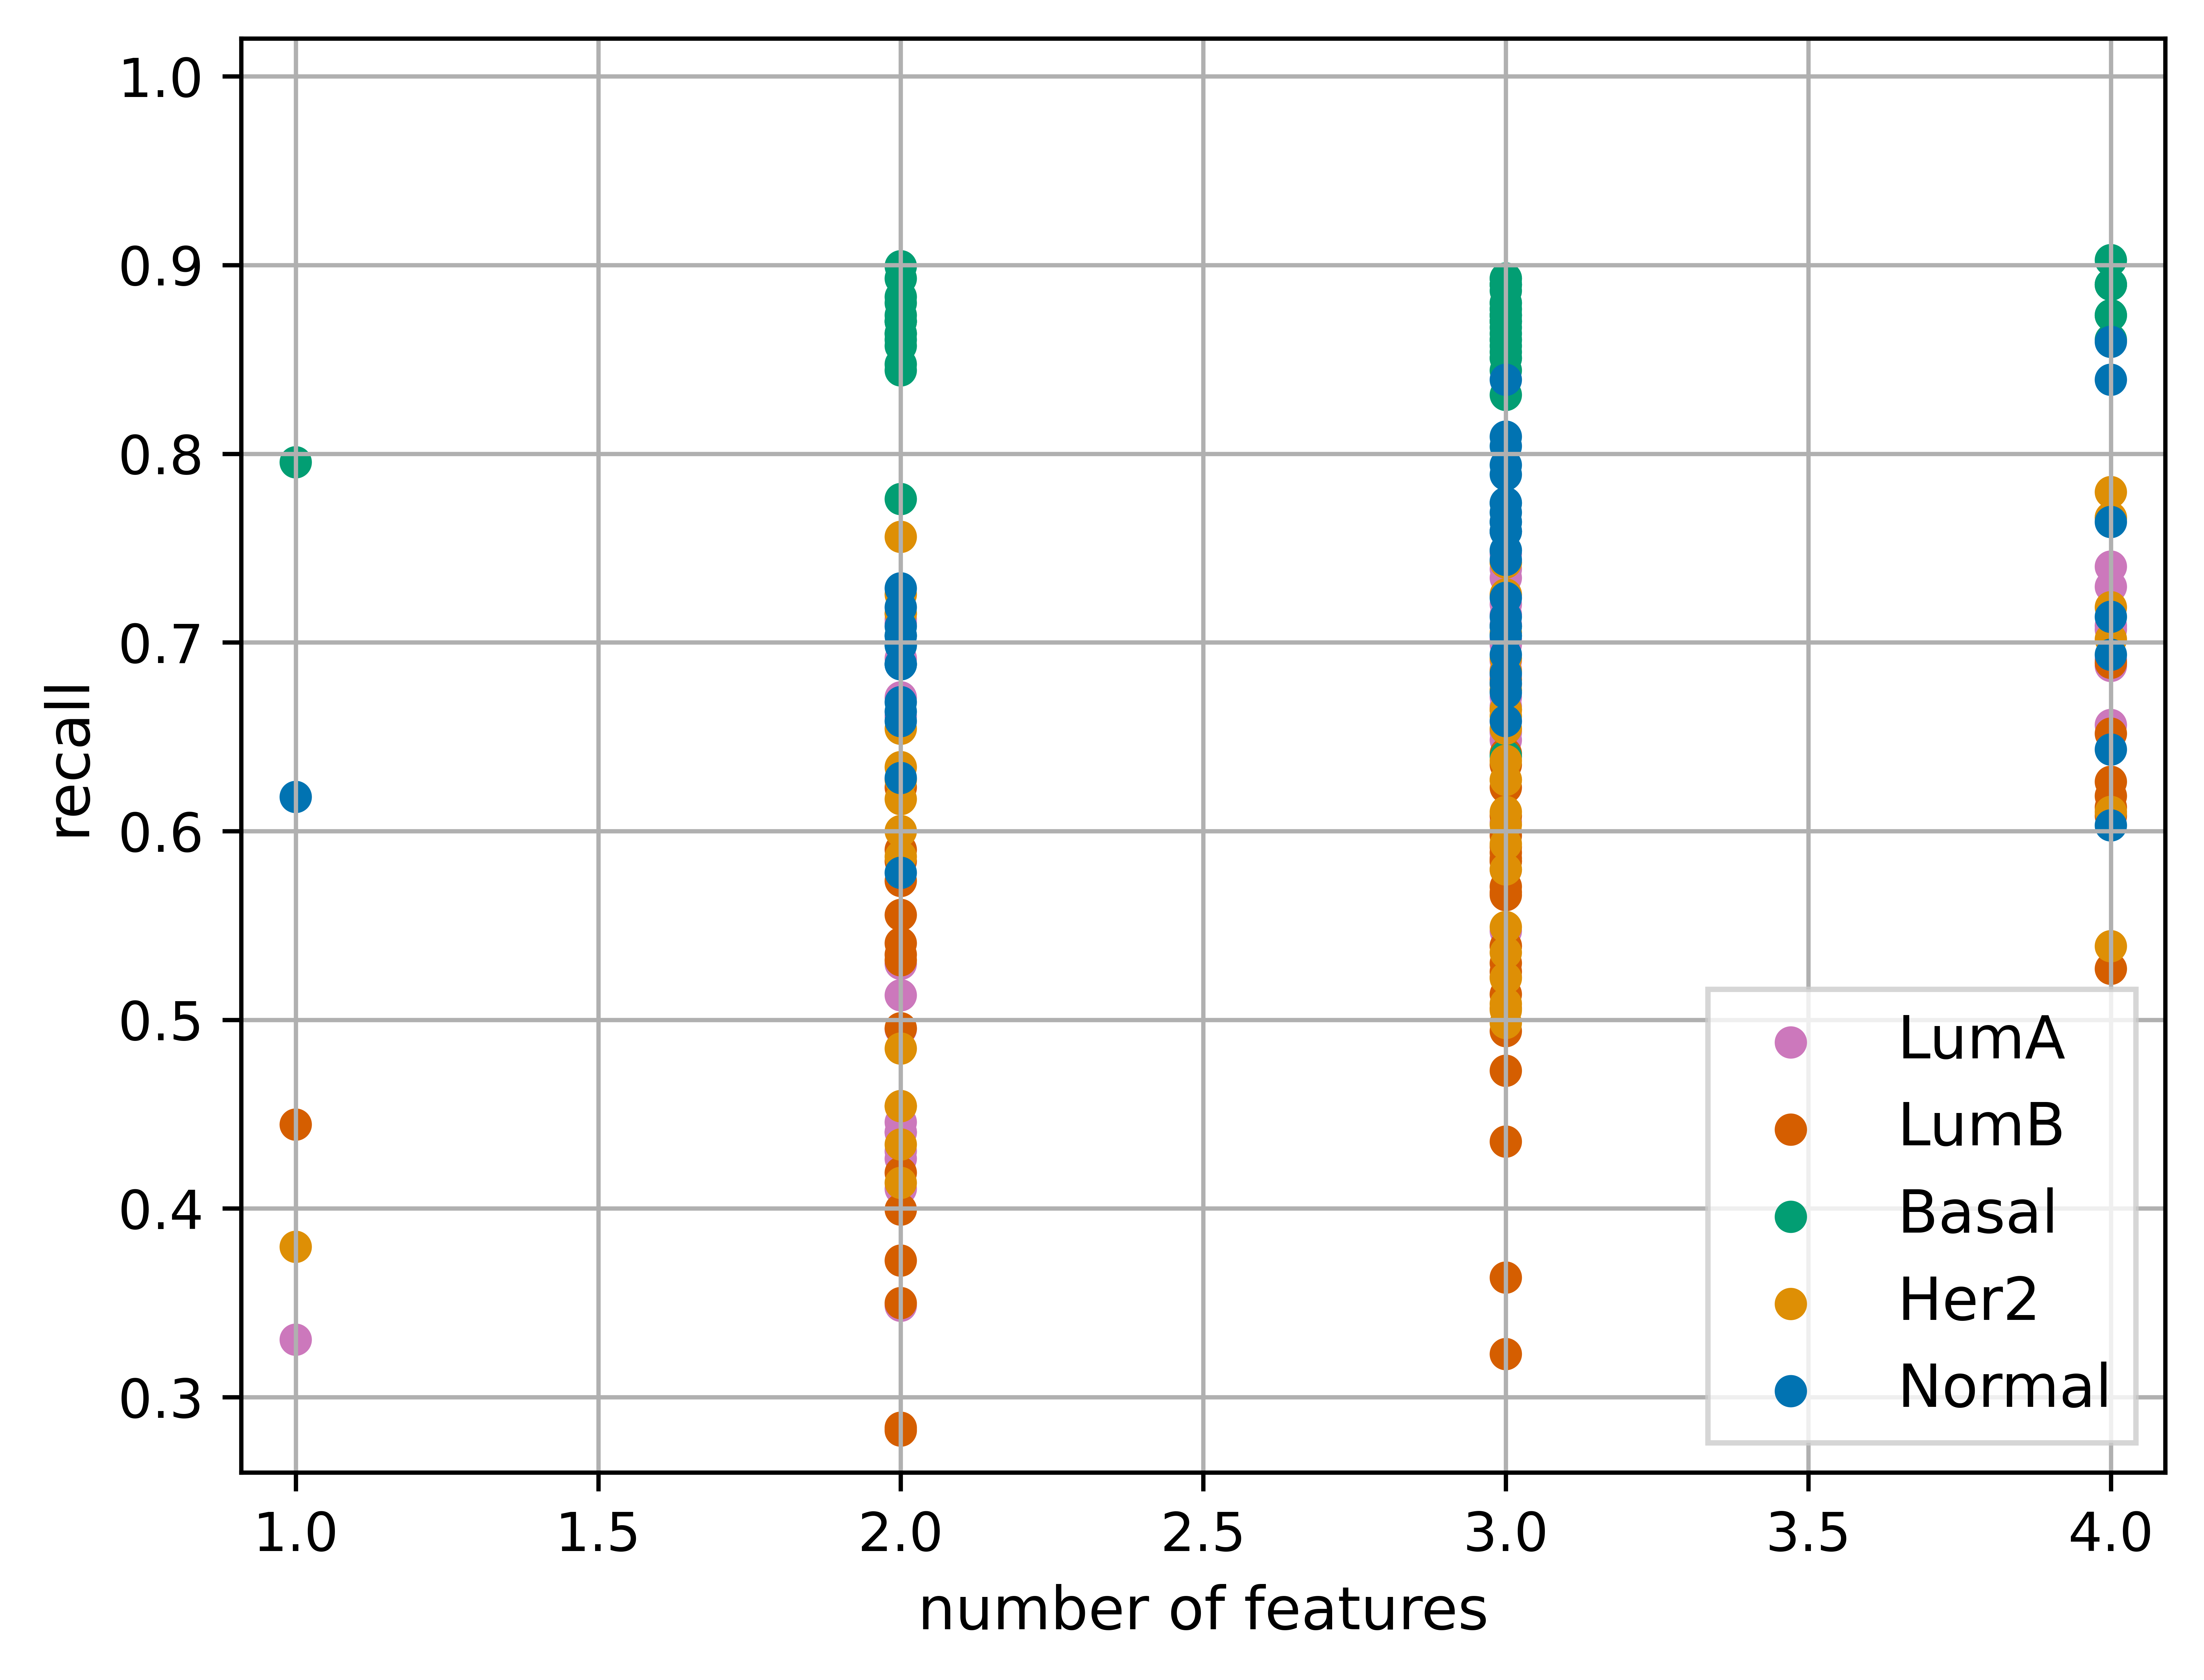 1.0
0.9
0.8
0.7
0.6
0.5
0.4
0.3
recall
LumA
LumB
Basal
Her2
Normal
1.0 1.5 2.0 2.5 3.0 3.5 4.0
number of features